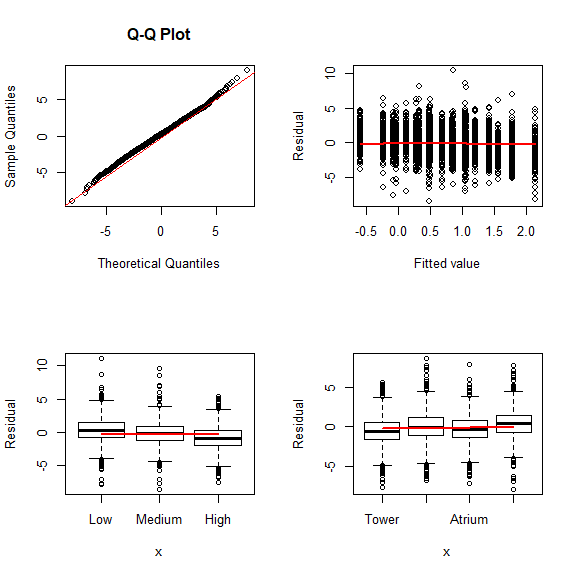 Q-Q Plot
Sample Quantiles
5
0
-5
-5 0 5
Theoretical Quantiles
Residual
10
5
0
-5
-0.5 0.0 0.5 1.0 1.5 2.0
Fitted value
Residual
10
5
0
-5
Low Medium High
x
Residual
5
0
-5
Tower Atrium
x